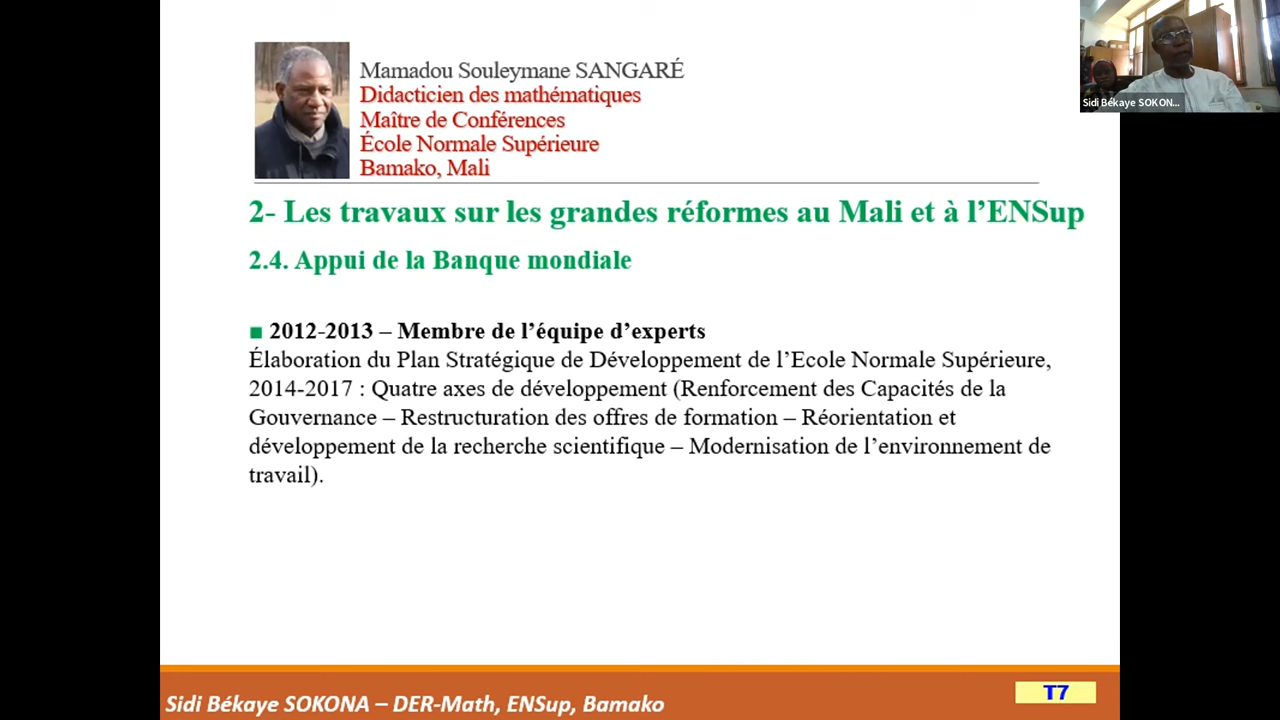 Mamadou Souleymane SANGARÉ
Didacticien des mathématiques
Maître de Conférences
École Normale Supérieure
Bamako, Mali
Sidi Békaye SOKON...
2- Les travaux sur les grandes réformes au Mali et à l’ENSup
2.4. Appui de la Banque mondiale
■ 2012-2013 – Membre de l’équipe d’experts
Élaboration du Plan Stratégique de Développement de l’Ecole Normale Supérieure,
2014-2017 : Quatre axes de développement (Renforcement des Capacités de la
Gouvernance – Restructuration des offres de formation – Réorientation et
développement de la recherche scientifique – Modernisation de l’environnement de
travail).
Sidi Békaye SOKONA – DER-Math, ENSup, Bamako
T7